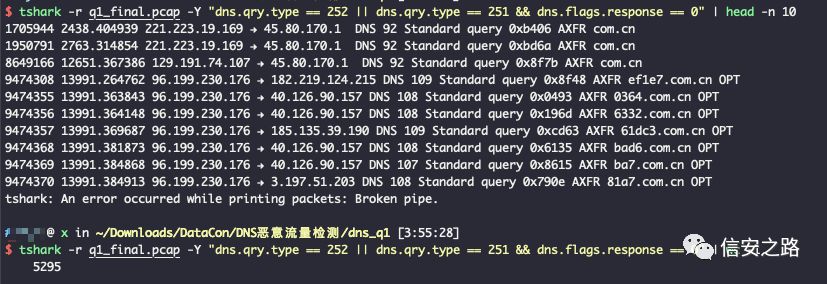 $ tshark -r q1_final.pcap -Y "dns.qry.type == 252 || dns.qry.type == 251 && dns.flags.response == 0" | head -n 10
1705944 2438.404939 221.223.19.169 → 45.80.170.1  DNS 92 Standard query 0xb406 AXFR com.cn
1950791 2763.314854 221.223.19.169 → 45.80.170.1  DNS 92 Standard query 0xbd6a AXFR com.cn
8649166 12651.367386 129.191.74.107 → 45.80.170.1  DNS 92 Standard query 0x8f7b AXFR com.cn
9474308 13991.264762 96.199.230.176 → 182.219.124.215 DNS 109 Standard query 0x8f48 AXFR ef1e7.com.cn OPT
9474355 13991.363843 96.199.230.176 → 40.126.90.157 DNS 108 Standard query 0x0493 AXFR 0364.com.cn OPT
9474356 13991.364148 96.199.230.176 → 40.126.90.157 DNS 108 Standard query 0x196d AXFR 6332.com.cn OPT
9474357 13991.369687 96.199.230.176 → 185.135.39.190 DNS 109 Standard query 0xcd63 AXFR 61dc3.com.cn OPT
9474368 13991.381873 96.199.230.176 → 40.126.90.157 DNS 108 Standard query 0x6135 AXFR bad6.com.cn OPT
9474369 13991.384868 96.199.230.176 → 40.126.90.157 DNS 107 Standard query 0x8615 AXFR ba7.com.cn OPT
9474370 13991.384913 96.199.230.176 → 3.197.51.203 DNS 108 Standard query 0x790e AXFR 81a7.com.cn OPT
tshark: An error occurred while printing packets: Broken pipe.
# @ x in ~/Downloads/DataCon/DNS恶意流量检测/dns_q1 [3:55:28]
$ tshark -r q1_final.pcap -Y "dns.qry.type == 252 || dns.qry.type == 251 && dns.flags.response ==
5295
信安之路